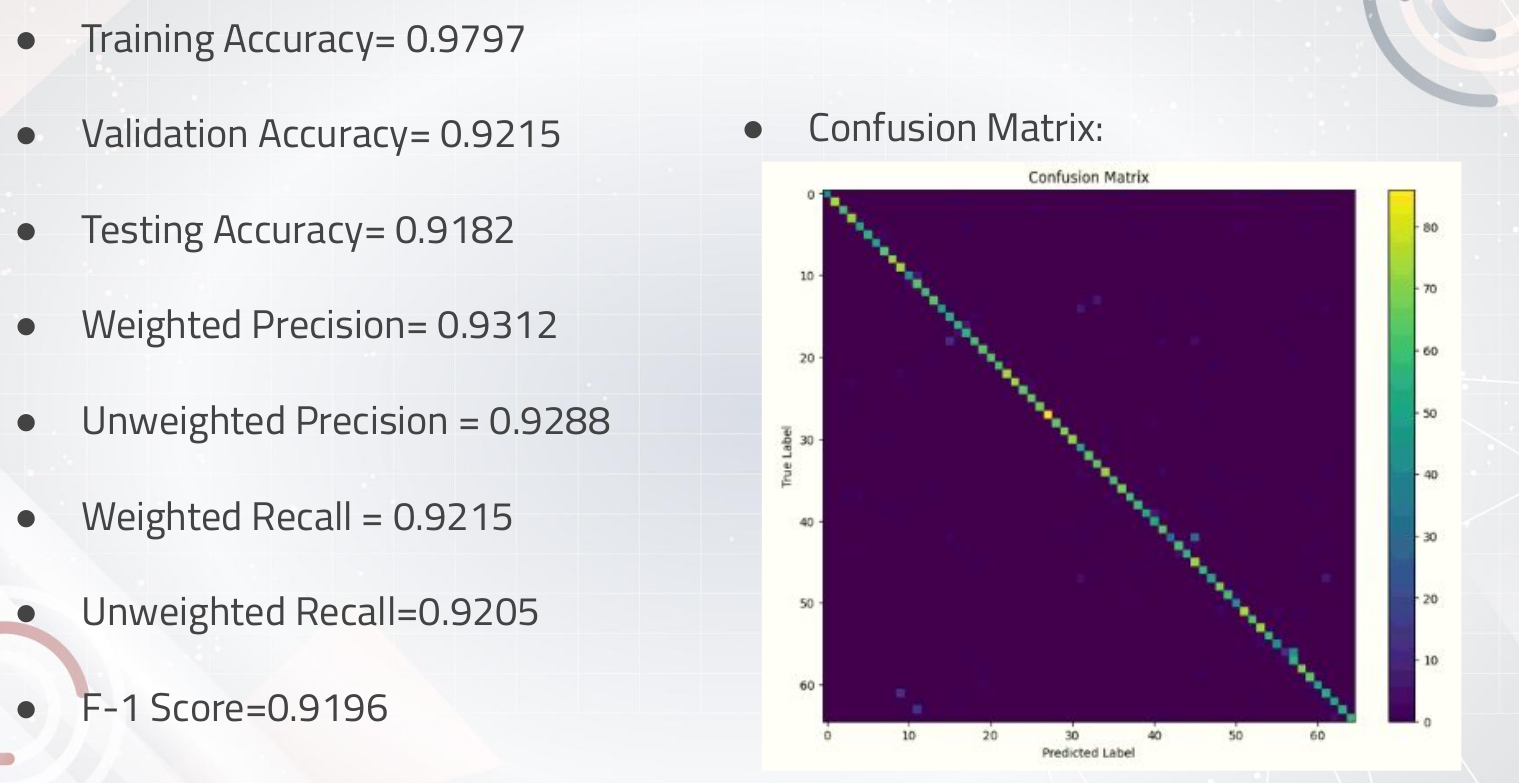 ● Training Accuracy= 0.9797
● Validation Accuracy= 0.9215
● Testing Accuracy= 0.9182
● Weighted Precision= 0.9312
● Unweighted Precision = 0.9288
● Weighted Recall = 0.9215
● Unweighted Recall=0.9205
● F-1 Score=0.9196
● Confusion Matrix:
Confusion Matrix
True Label
0
10
20
30
40
50
60
0 10 20 30 40 50 60
Predicted Label
80
70
60
50
40
30
20
10
0